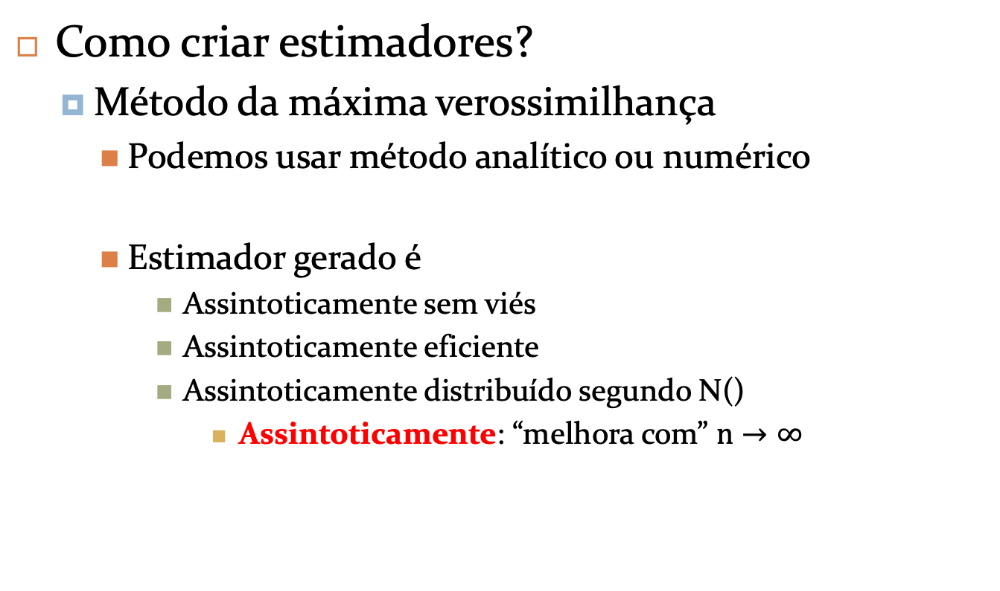 Como criar estimadores?
Método da máxima verossimilhança
Podemos usar método analítico ou numérico
Estimador gerado é
Assintoticamente sem viés
Assintoticamente eficiente
Assintoticamente distribuído segundo N()
Assintoticamente: “melhora com” n → ∞